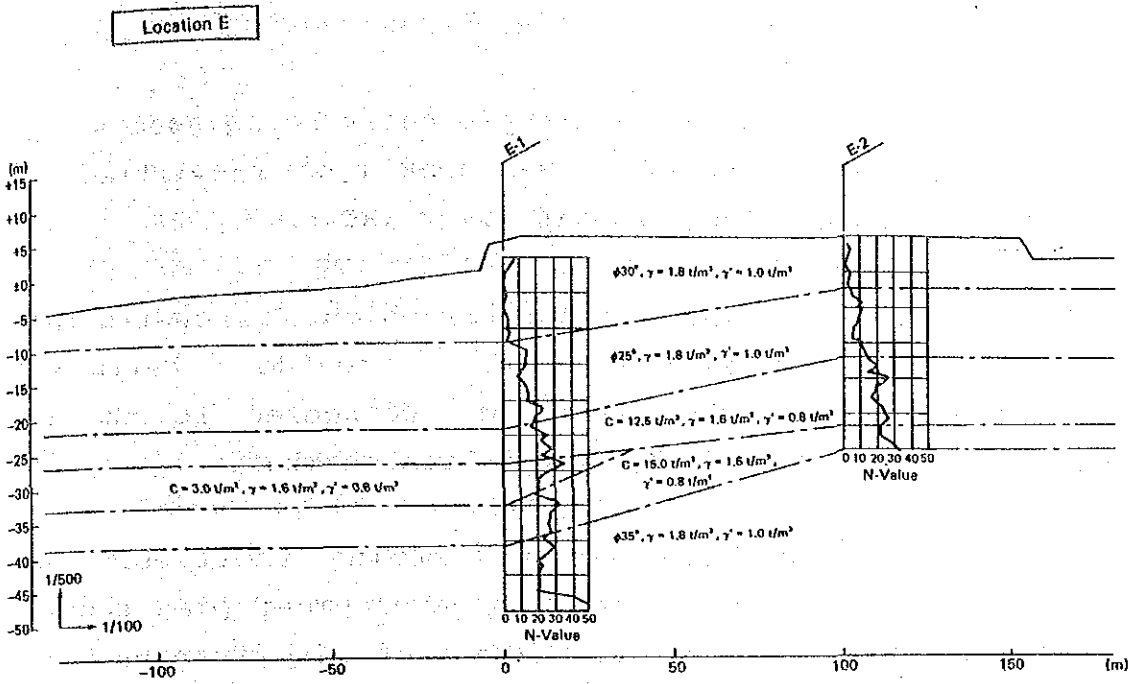 Location E
E-1
E-2
(m)
+15
+10
+5
±0
-5
-10
-15
-20
-25
-30
-35
-40
-45
-50
ϕ30°, γ = 1.8 t/m³, γ' = 1.0 t/m³
ϕ25°, γ = 1.8 t/m³, γ' = 1.0 t/m³
C = 12.5 t/m², γ = 1.6 t/m³, γ' = 0.8 t/m³
C = 15.0 t/m², γ = 1.6 t/m³,
γ' = 0.8 t/m³
C = 3.0 t/m², γ = 1.6 t/m³, γ' = 0.8 t/m³
ϕ35°, γ = 1.8 t/m³, γ' = 1.0 t/m³
0 10 20 30 40 50
N-Value
0 10 20 30 40 50
N-Value
1/500
1/100
-100
-50
0
50
100
150
(m)